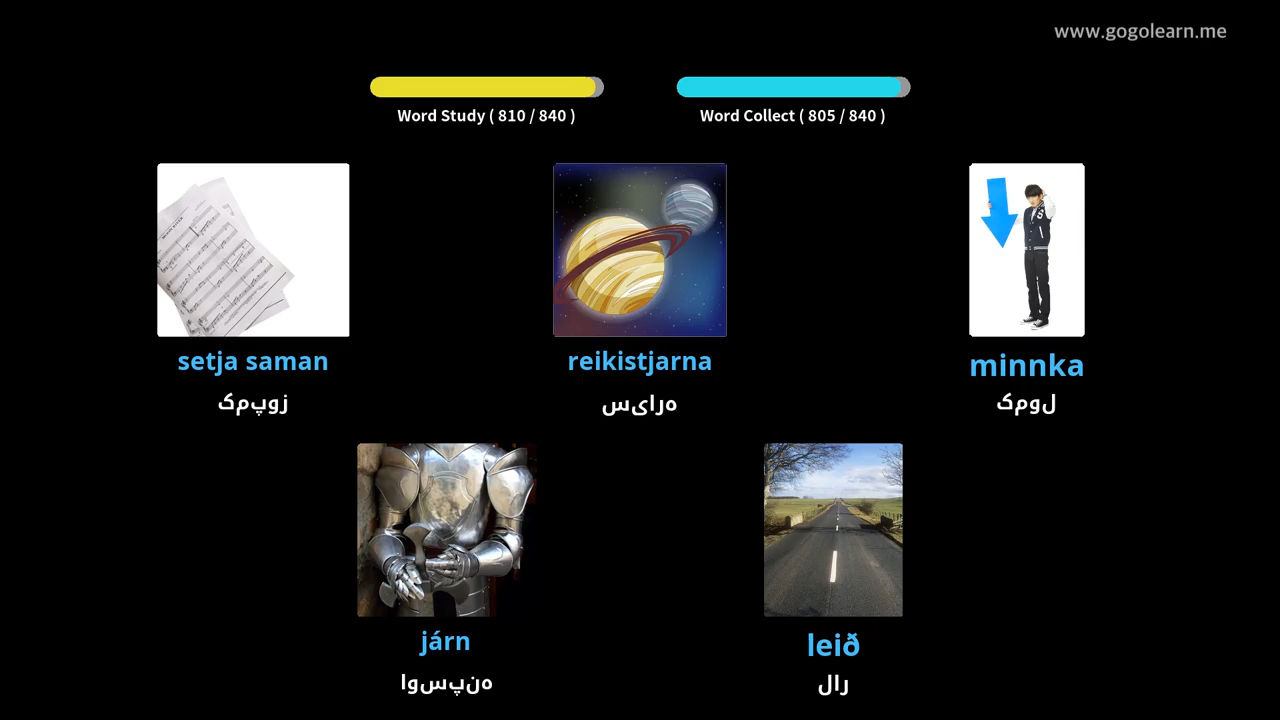 www.gogolearn.me
Word Study ( 810 / 840 )
Word Collect ( 805 / 840 )
setja saman
زوپمک
reikistjarna
هرایس
minnka
لومک
járn
هنپسوا
leið
رال